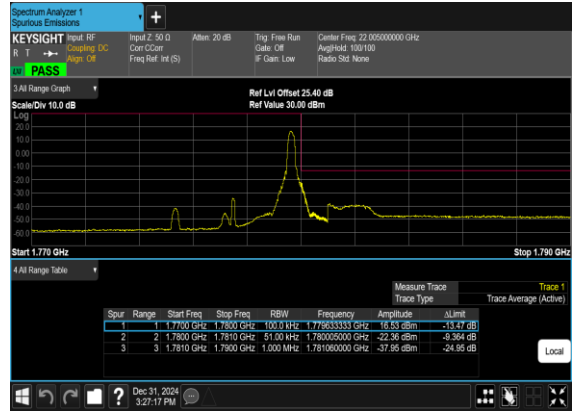 Spectrum Analyzer 1
Spurious Emissions
+
KEYSIGHT Input: RF Input Z: 50 Ω Atten: 20 dB Trig: Free Run Center Freq: 22.005000000 GHz
R T Coupling: DC Corr CCorr Gate: Off Avg|Hold: 100/100
Align: Off Freq Ref: Int (S) IF Gain: Low Radio Std: None
PASS
3 All Range Graph
Ref Lvl Offset 25.40 dB
Scale/Div 10.0 dB Ref Value 30.00 dBm
Log
20.0
10.0
0.00
-10.0
-20.0
-30.0
-40.0
-50.0
-60.0
Start 1.770 GHz Stop 1.790 GHz
4 All Range Table
Measure Trace Trace 1
Trace Type Trace Average (Active)
Spur Range Start Freq Stop Freq RBW Frequency Amplitude ΔLimit
1 1 1.7700 GHz 1.7800 GHz 100.0 kHz 1.779633333 GHz 16.53 dBm -13.47 dB
2 2 1.7800 GHz 1.7810 GHz 51.00 kHz 1.780005000 GHz -22.36 dBm -9.364 dB
3 3 1.7810 GHz 1.7900 GHz 1.000 MHz 1.781060000 GHz -37.95 dBm -24.95 dB
Local
? Dec 31, 2024
3:27:17 PM